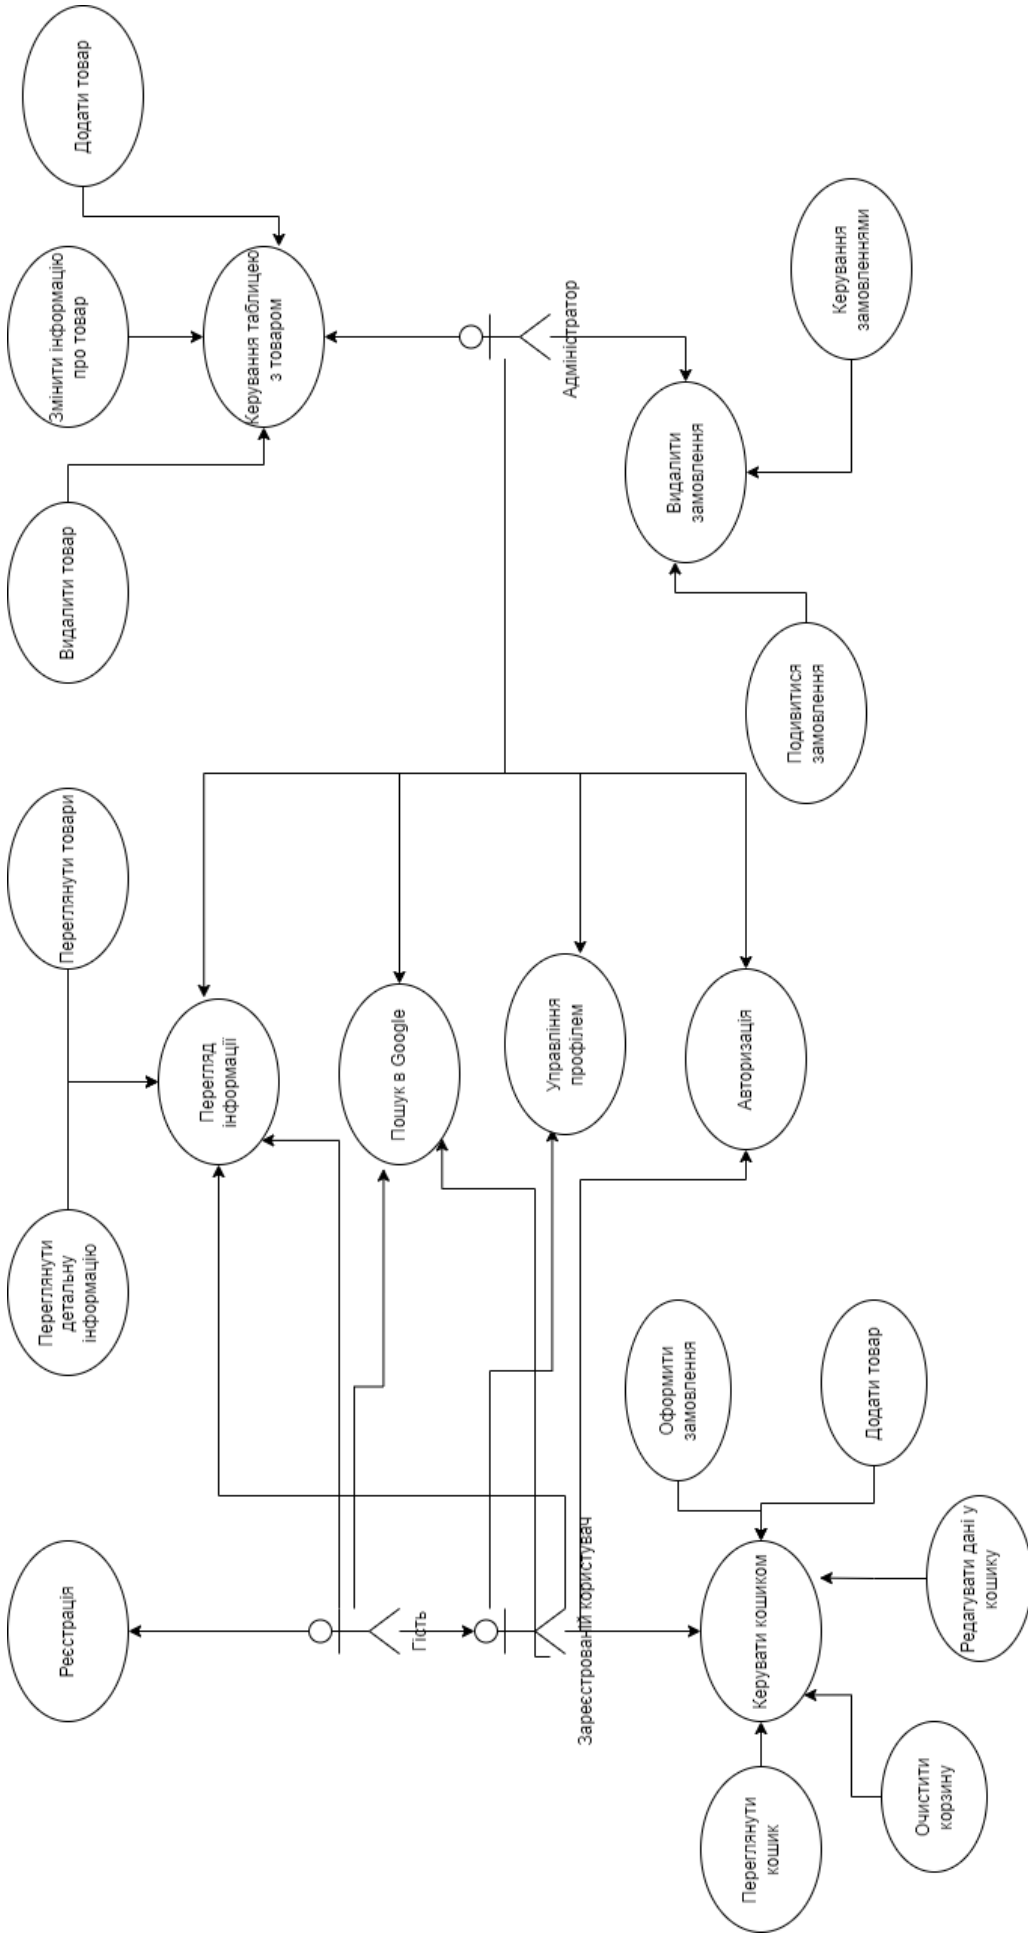 Реєстрація
Переглянути
детальну
інформацію
Переглянути товари
Видалити товар
Змінити інформацію
про товар
Додати товар
Перегляд
інформації
Керування таблицею
з товаром
Пошук в Google
Гість
Зареєстрованій користувач
Управління
профілем
Адміністратор
Оформити
замовлення
Видалити
замовлення
Переглянути
кошик
Керувати кошиком
Авторизація
Подивитися
замовлення
Керування
замовленнями
Додати товар
Очистити
корзину
Редагувати дані у
кошику